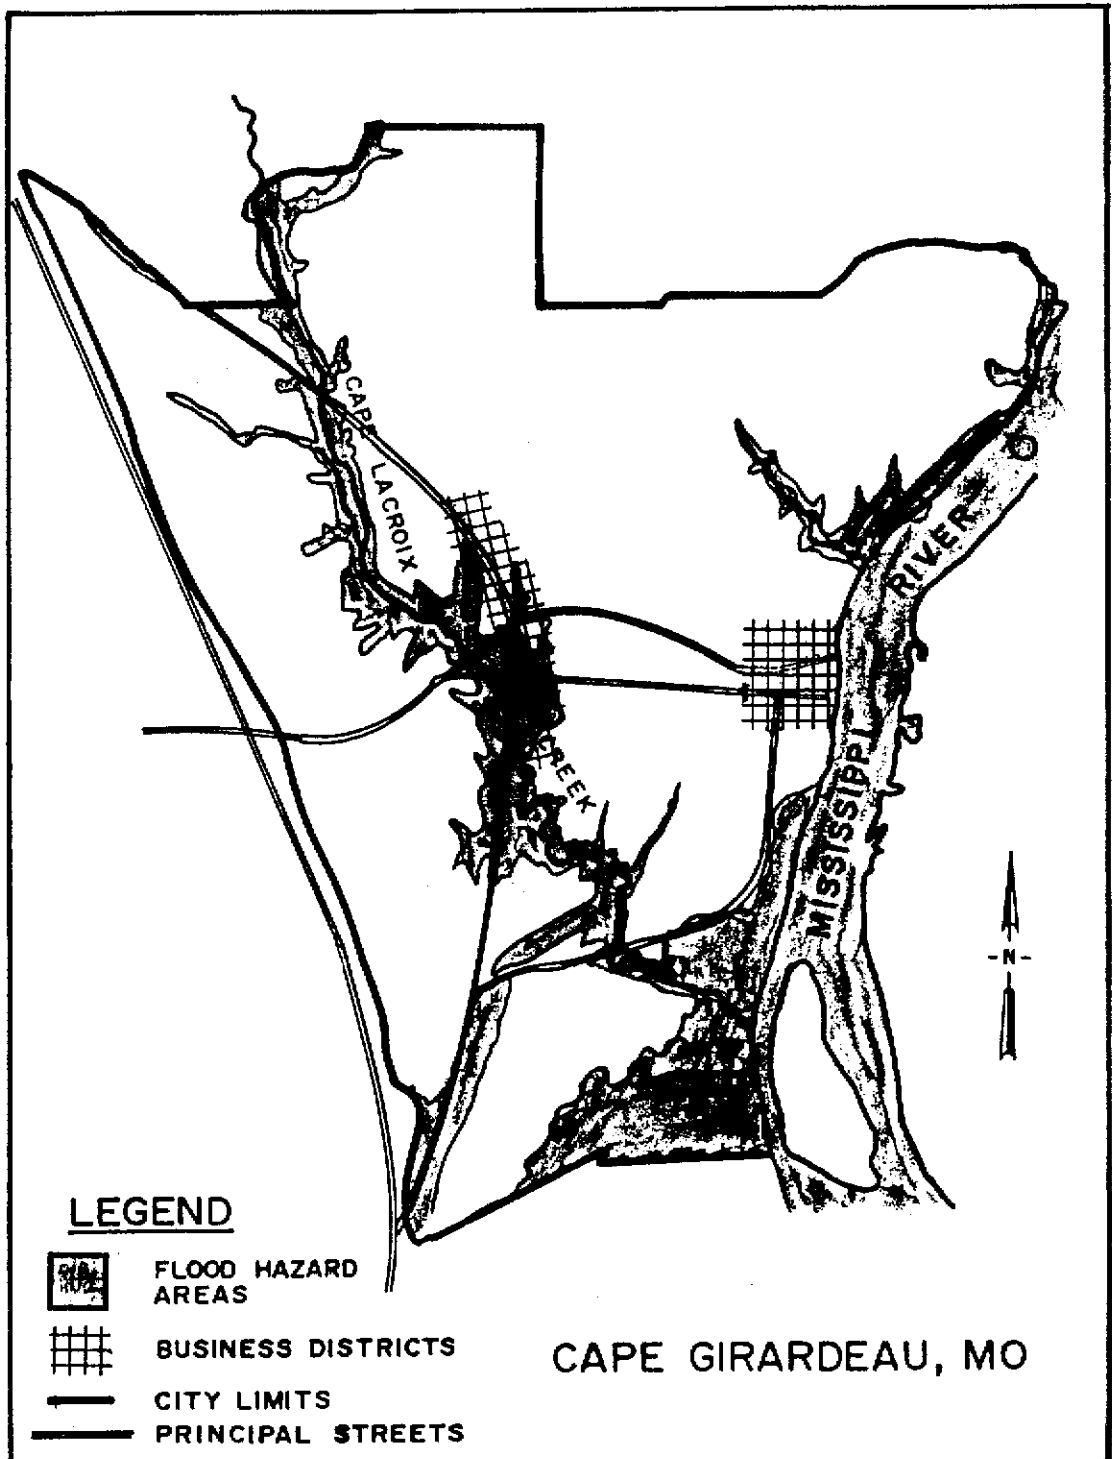 CAPE
LACROIX
CREEK
MISSISSIPPI
RIVER
-N-
LEGEND
FLOOD HAZARD
AREAS
BUSINESS DISTRICTS
CITY LIMITS
PRINCIPAL STREETS
CAPE GIRARDEAU, MO